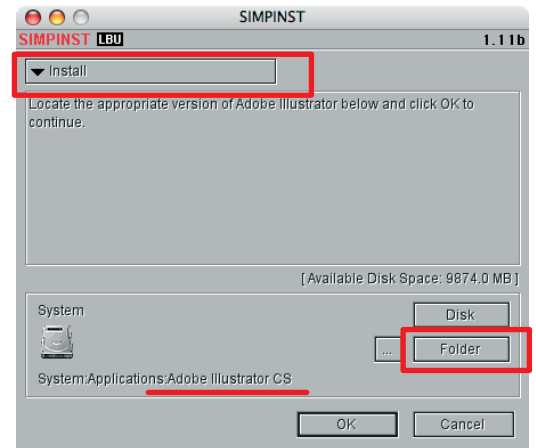 SIMPINST
SIMPINST LBU 1.11b
Install
Locate the appropriate version of Adobe Illustrator below and click OK to
continue.
[ Available Disk Space: 9874.0 MB ]
System
Disk
... Folder
System:Applications:Adobe Illustrator CS
OK Cancel